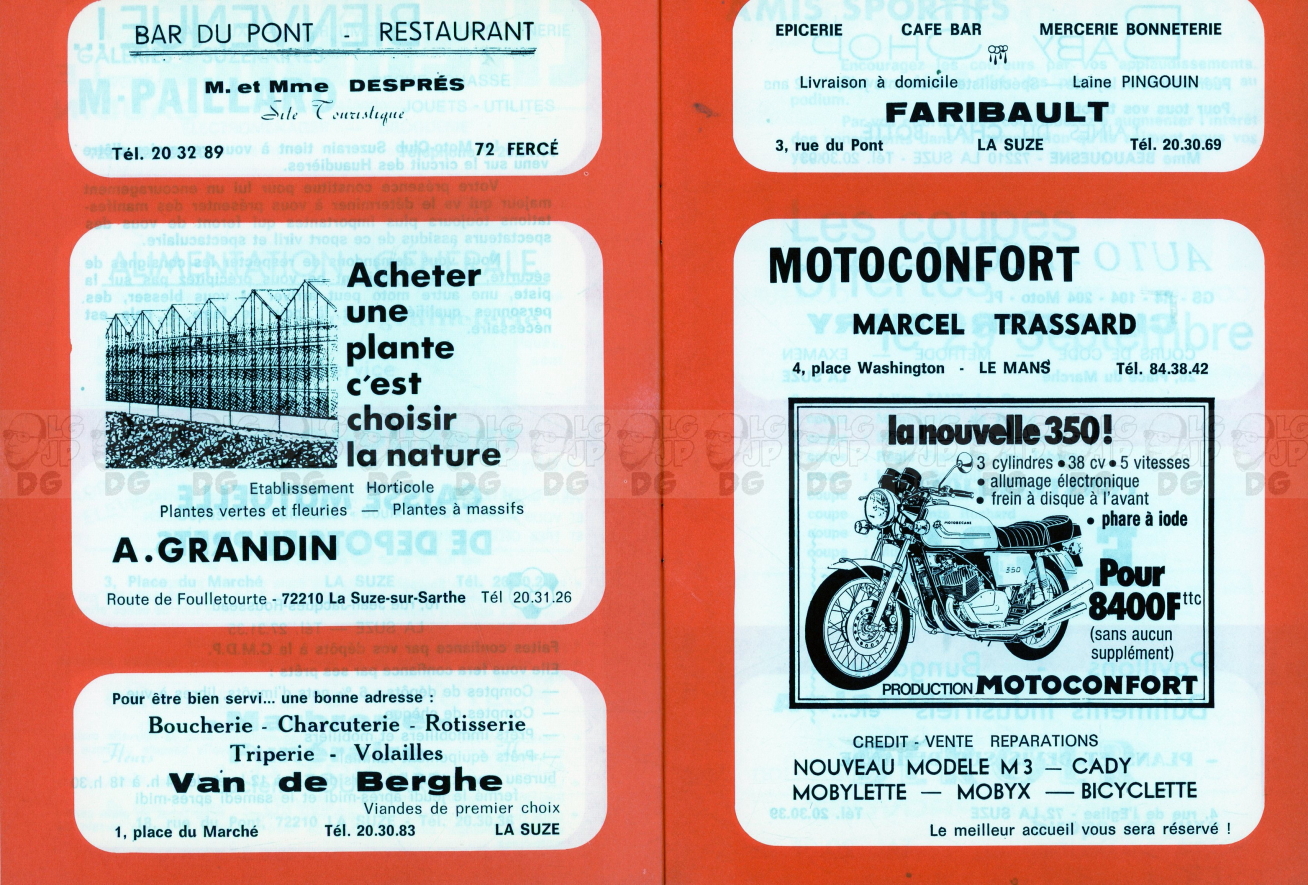 BAR DU PONT - RESTAURANT
M. et Mme DESPRÉS
Site Touristique
Tél. 20 32 89 72 FERCÉ
Acheter
une
plante
c'est
choisir
la nature
Etablissement Horticole
Plantes vertes et fleuries — Plantes à massifs
A. GRANDIN
Route de Foulletourte - 72210 La Suze-sur-Sarthe Tél 20.31.26
Pour être bien servi... une bonne adresse :
Boucherie - Charcuterie - Rotisserie
Triperie - Volailles
Van de Berghe
Viandes de premier choix
1, place du Marché Tél. 20.30.83 LA SUZE
EPICERIE CAFE BAR MERCERIE BONNETERIE
Livraison à domicile Laine PINGOUIN
FARIBAULT
3, rue du Pont LA SUZE Tél. 20.30.69
MOTOCONFORT
MARCEL TRASSARD
4, place Washington - LE MANS Tél. 84.38.42
la nouvelle 350!
3 cylindres • 38 cv • 5 vitesses
• allumage électronique
• frein à disque à l'avant
• phare à iode
MOTOBECANE
350
Pour
8400F ttc
(sans aucun
supplément)
PRODUCTION MOTOCONFORT
CREDIT - VENTE REPARATIONS
NOUVEAU MODELE M 3 — CADY
MOBYLETTE — MOBYX — BICYCLETTE
Le meilleur accueil vous sera réservé !